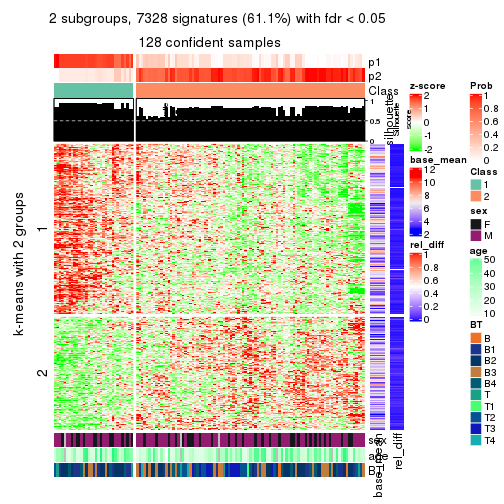 2 subgroups, 7328 signatures (61.1%) with fdr < 0.05
128 confident samples
p1
p2
Class
1
0.5
0
silhouette
Silhouette
score
k-means with 2 groups
1
2
sex
age
BT
base_mean
rel_diff
z-score
2
1
0
-1
-2
base_mean
12
10
8
6
4
2
rel_diff
1
0.8
0.6
0.4
0.2
0
Prob
1
0.8
0.6
0.4
0.2
0
Class
1
2
sex
F
M
age
50
40
30
20
10
BT
B
B1
B2
B3
B4
T
T1
T2
T3
T4